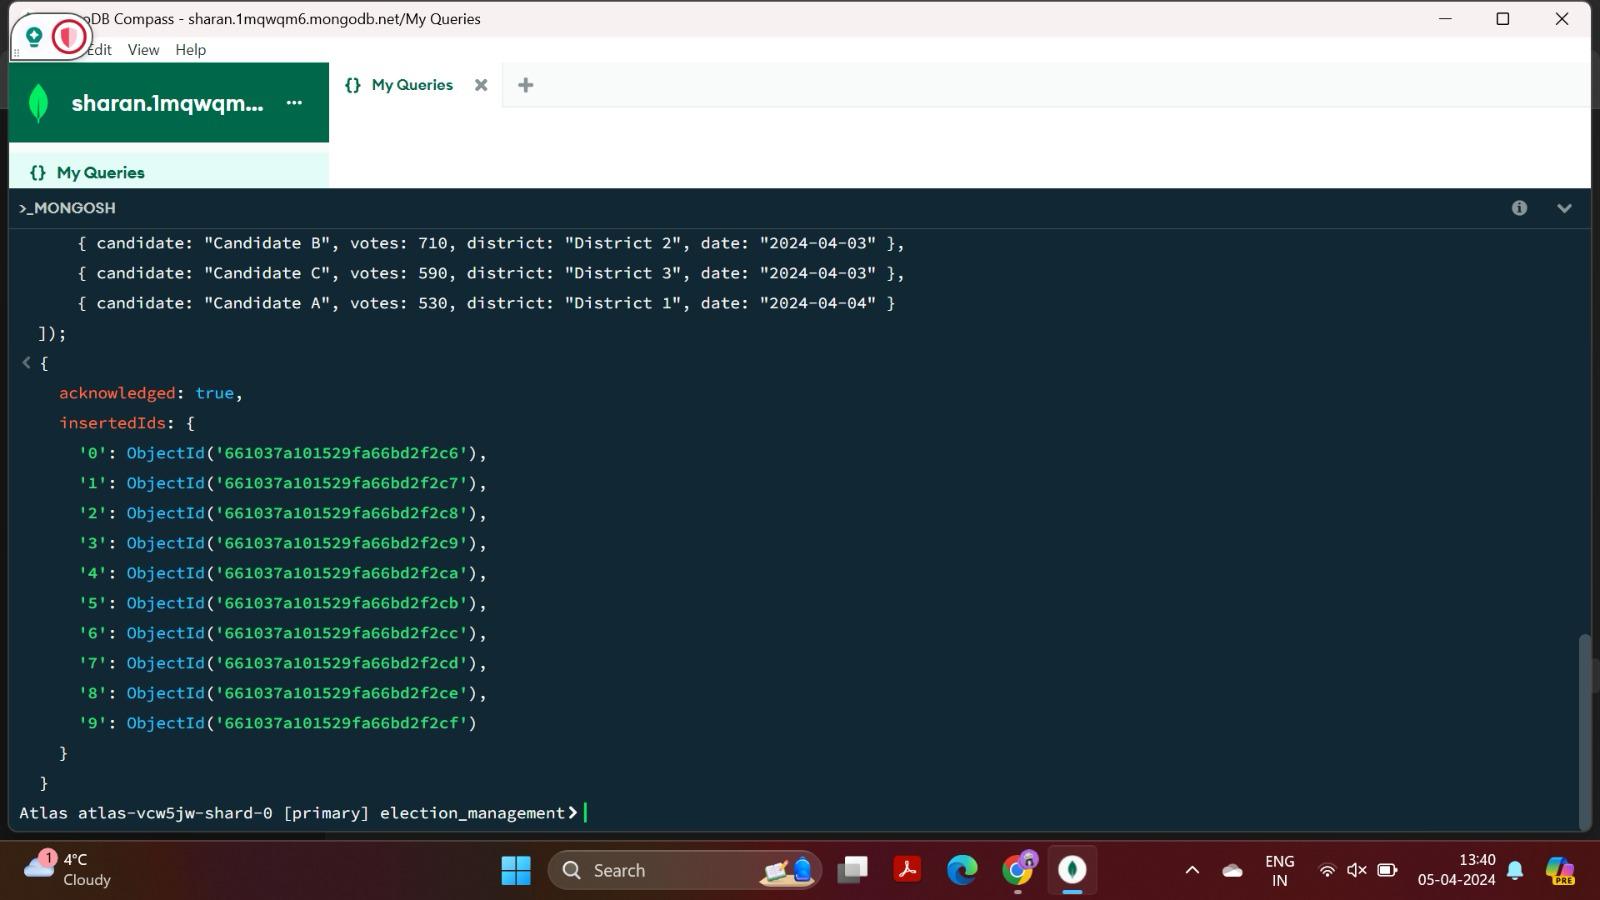 DB Compass - sharan.1mqwqm6.mongodb.net/My Queries
Edit View Help
sharan.1mqwqm... ...
{} My Queries
{} My Queries
>_MONGOSH
{ candidate: "Candidate B", votes: 710, district: "District 2", date: "2024-04-03" },
{ candidate: "Candidate C", votes: 590, district: "District 3", date: "2024-04-03" },
{ candidate: "Candidate A", votes: 530, district: "District 1", date: "2024-04-04" }
]);
< {
acknowledged: true,
insertedIds: {
'0': ObjectId('661037a101529fa66bd2f2c6'),
'1': ObjectId('661037a101529fa66bd2f2c7'),
'2': ObjectId('661037a101529fa66bd2f2c8'),
'3': ObjectId('661037a101529fa66bd2f2c9'),
'4': ObjectId('661037a101529fa66bd2f2ca'),
'5': ObjectId('661037a101529fa66bd2f2cb'),
'6': ObjectId('661037a101529fa66bd2f2cc'),
'7': ObjectId('661037a101529fa66bd2f2cd'),
'8': ObjectId('661037a101529fa66bd2f2ce'),
'9': ObjectId('661037a101529fa66bd2f2cf')
}
}
Atlas atlas-vcw5jw-shard-0 [primary] election_management>
1
4°C
Cloudy
Search
ENG
IN
13:40
05-04-2024
PRE